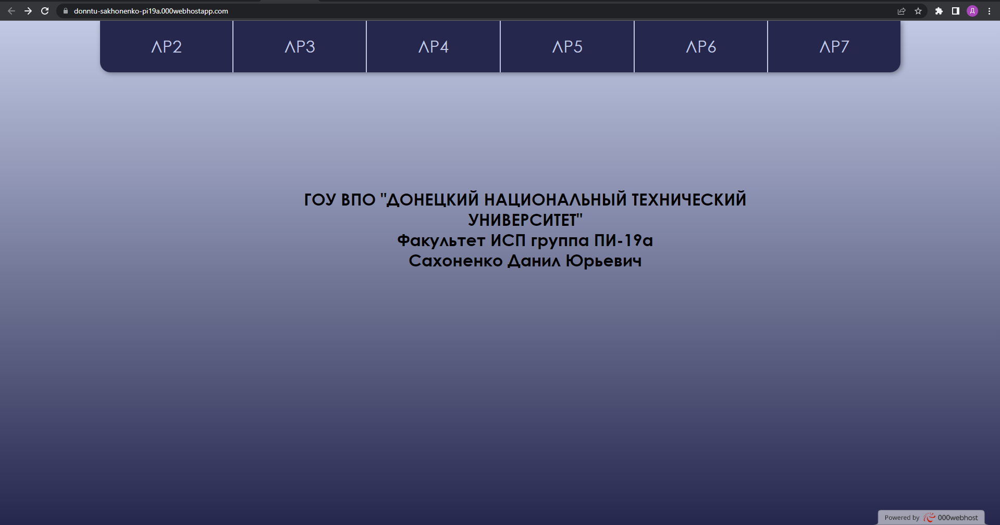 donntu-sakhonenko-pi19a.000webhostapp.com
Д
ЛР2
ЛР3
ЛР4
ЛР5
ЛР6
ЛР7
ГОУ ВПО "ДОНЕЦКИЙ НАЦИОНАЛЬНЫЙ ТЕХНИЧЕСКИЙ
УНИВЕРСИТЕТ"
Факультет ИСП группа ПИ-19а
Сахоненко Данил Юрьевич
Powered by 000webhost